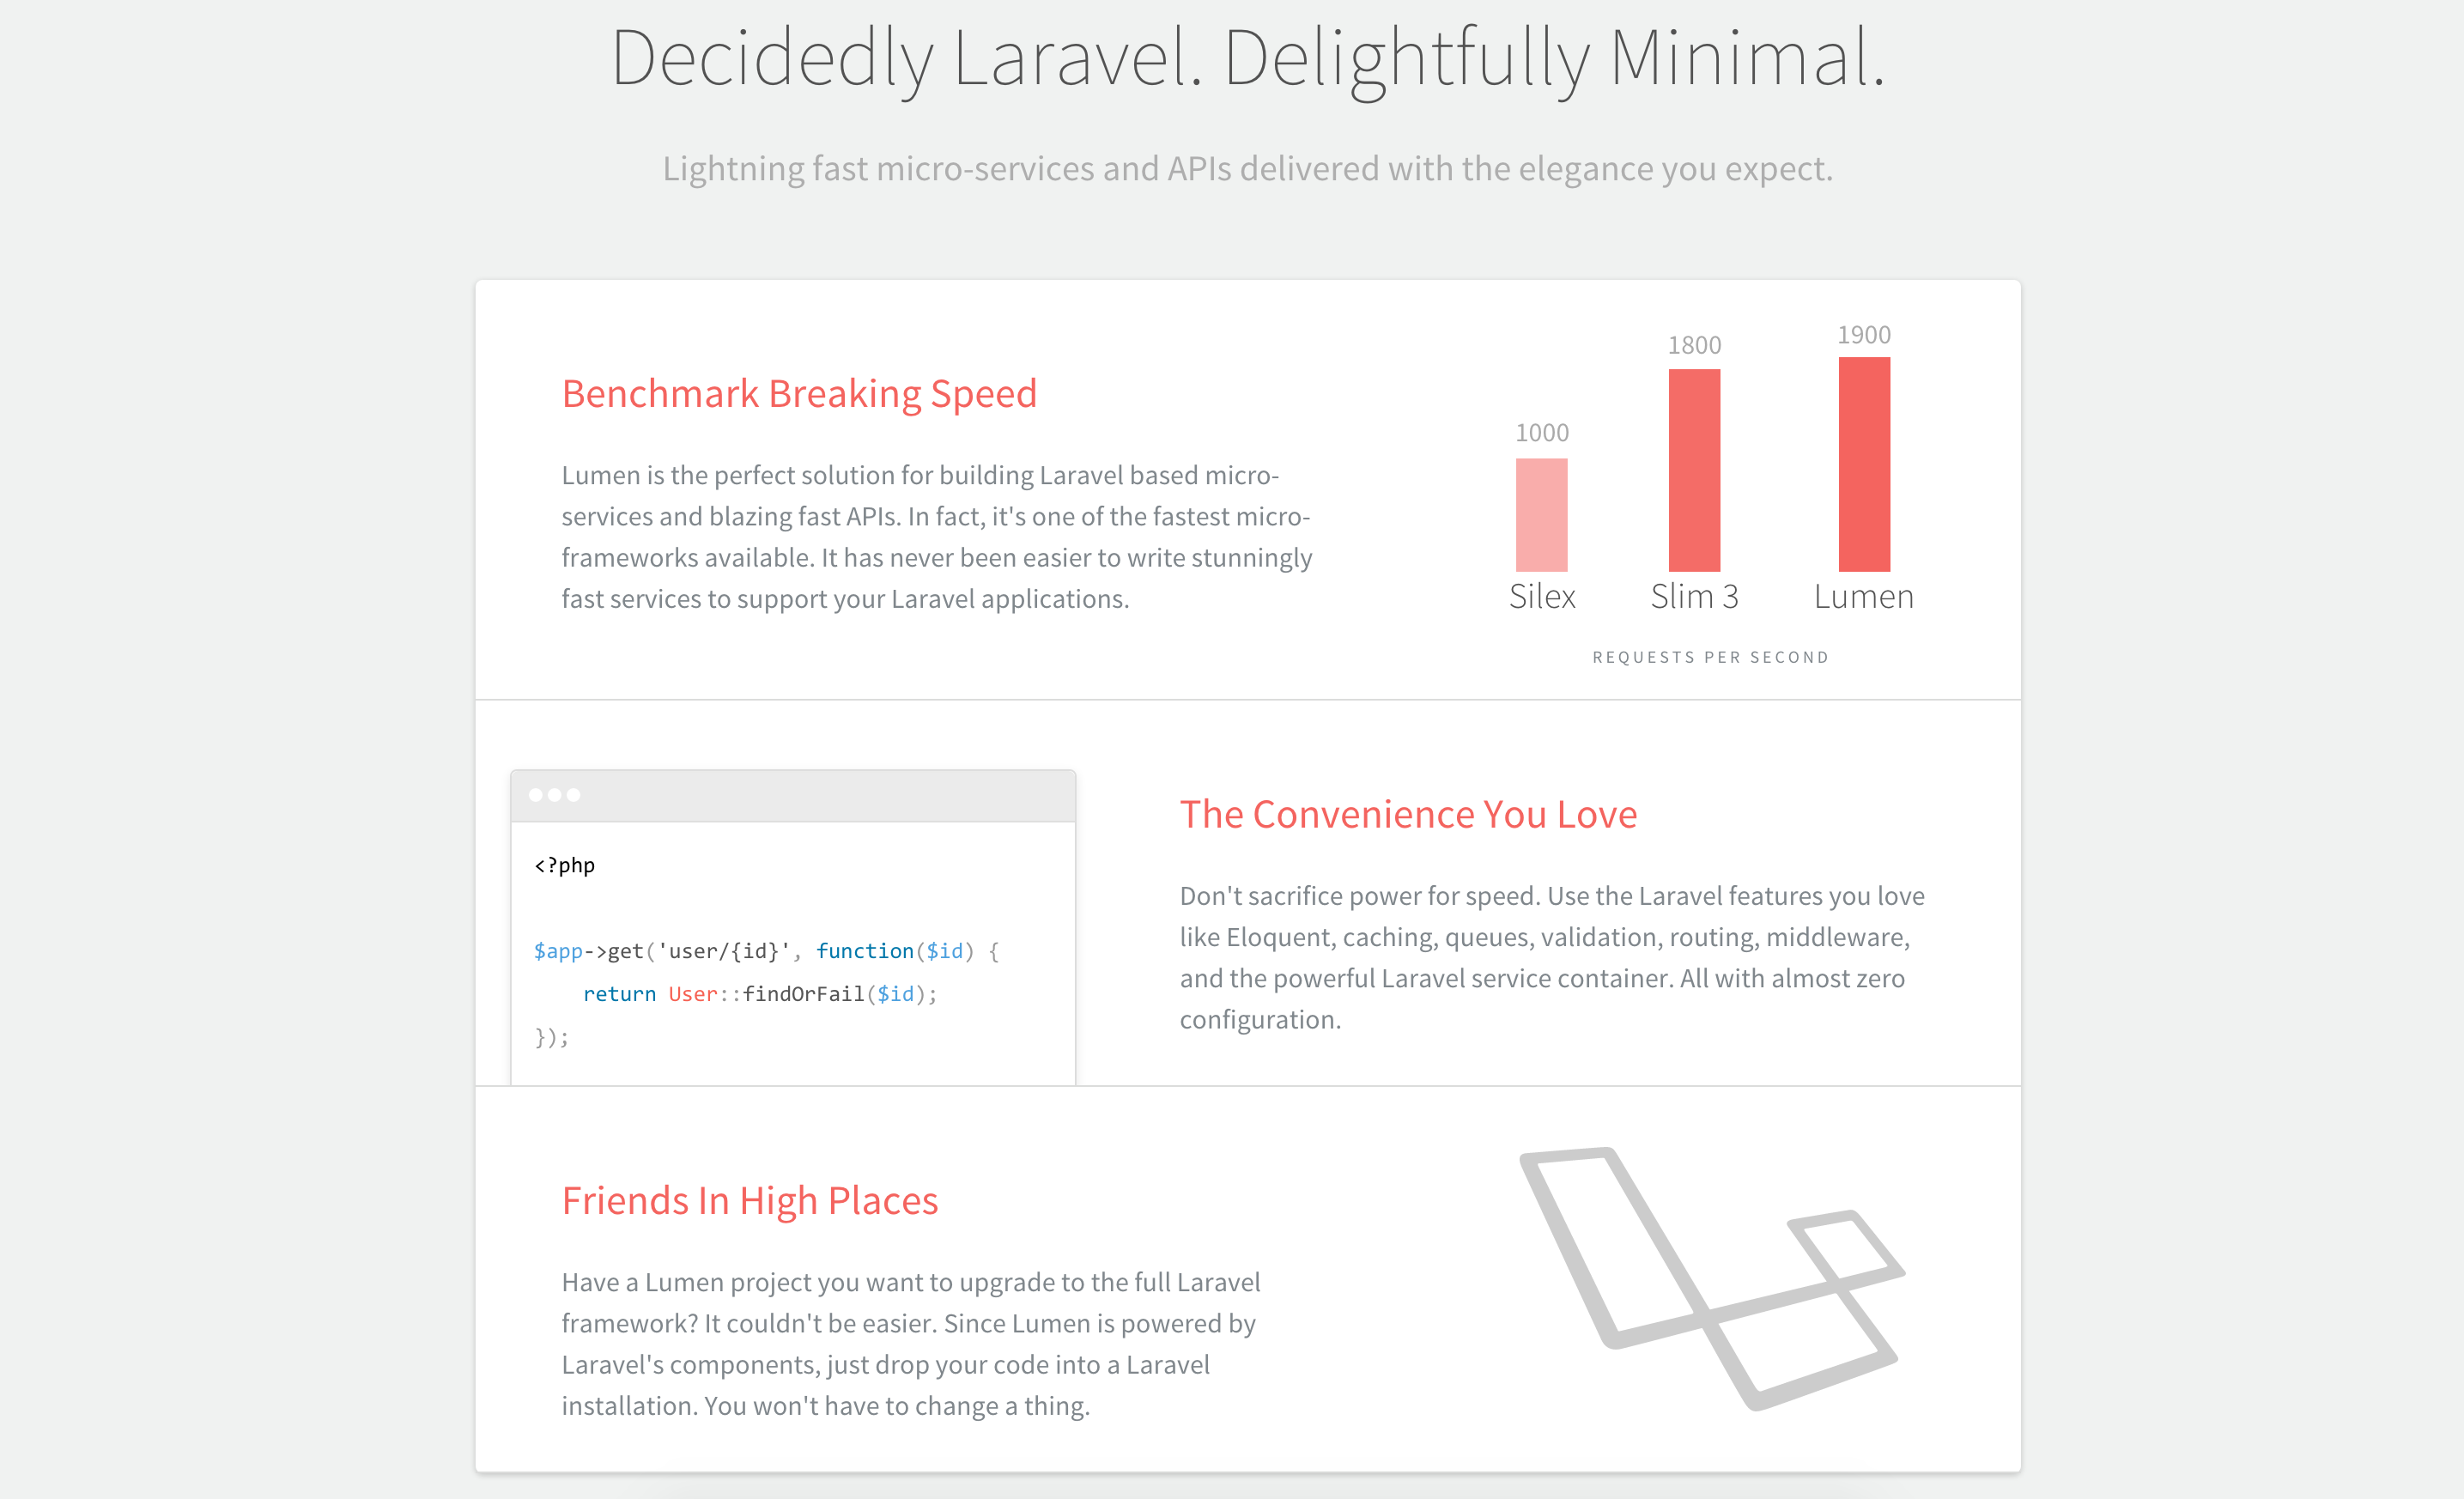 Decidedly Laravel. Delightfully Minimal.
Lightning fast micro-services and APIs delivered with the elegance you expect.
Benchmark Breaking Speed
Lumen is the perfect solution for building Laravel based micro-
services and blazing fast APIs. In fact, it's one of the fastest micro-
frameworks available. It has never been easier to write stunningly
fast services to support your Laravel applications.
1000
1800
1900
Silex
Slim 3
Lumen
REQUESTS PER SECOND
<?php
$app->get('user/{id}', function($id) {
    return User::findOrFail($id);
});
The Convenience You Love
Don't sacrifice power for speed. Use the Laravel features you love
like Eloquent, caching, queues, validation, routing, middleware,
and the powerful Laravel service container. All with almost zero
configuration.
Friends In High Places
Have a Lumen project you want to upgrade to the full Laravel
framework? It couldn't be easier. Since Lumen is powered by
Laravel's components, just drop your code into a Laravel
installation. You won't have to change a thing.